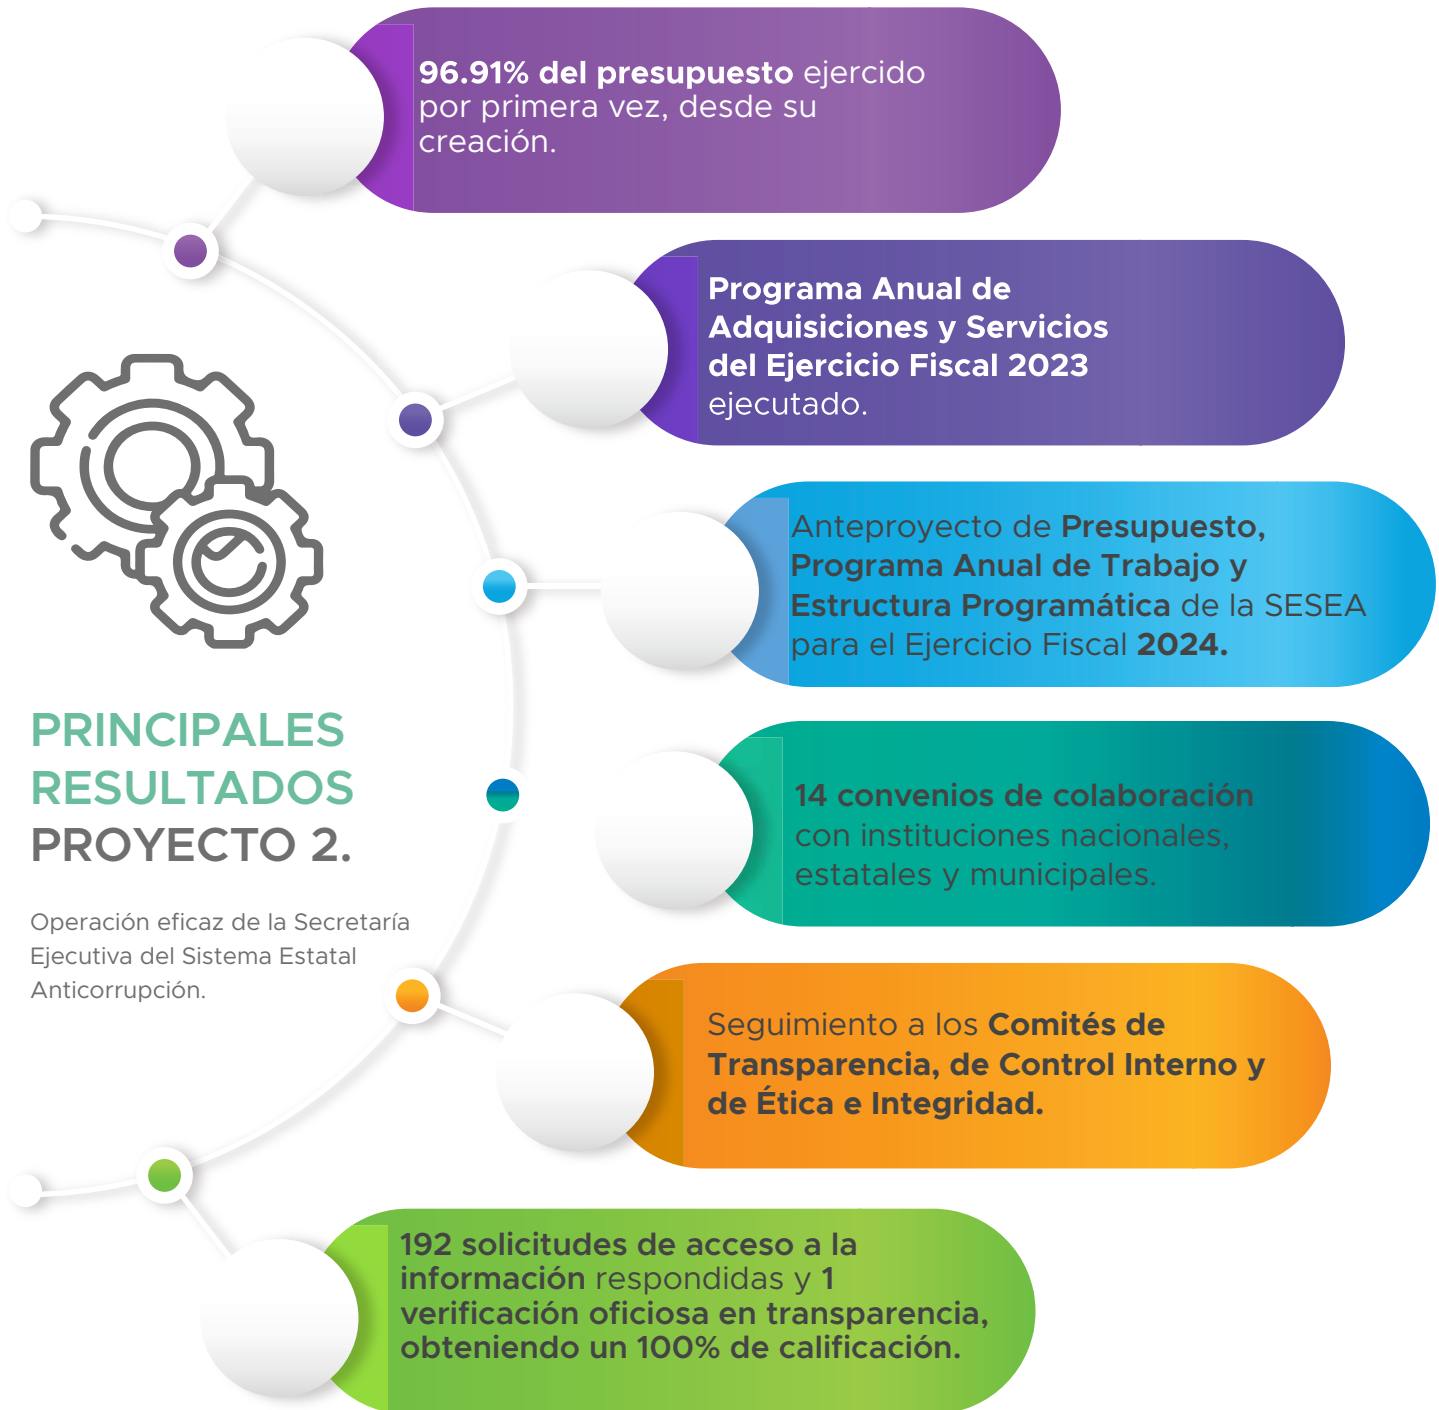 96.91% del presupuesto ejercido
por primera vez, desde su
creación.
Programa Anual de
Adquisiciones y Servicios
del Ejercicio Fiscal 2023
ejecutado.
Anteproyecto de Presupuesto,
Programa Anual de Trabajo y
Estructura Programática de la SESEA
para el Ejercicio Fiscal 2024.
PRINCIPALES
RESULTADOS
PROYECTO 2.
Operación eficaz de la Secretaría
Ejecutiva del Sistema Estatal
Anticorrupción.
14 convenios de colaboración
con instituciones nacionales,
estatales y municipales.
Seguimiento a los Comités de
Transparencia, de Control Interno y
de Ética e Integridad.
192 solicitudes de acceso a la
información respondidas y 1
verificación oficiosa en transparencia,
obteniendo un 100% de calificación.